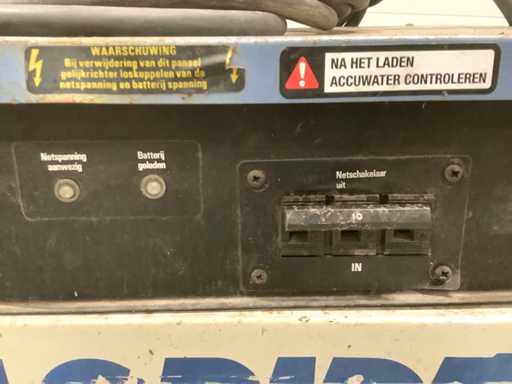 WAARSCHUWING
Bij verwijdering van dit paneel
gelijkrichter loskoppelen van de
netspanning en batterij spanning
NA HET LADEN
ACCUWATER CONTROLEREN
Netspanning
aanwezig
Batterij
geladen
Netschakelaar
uit
10
IN